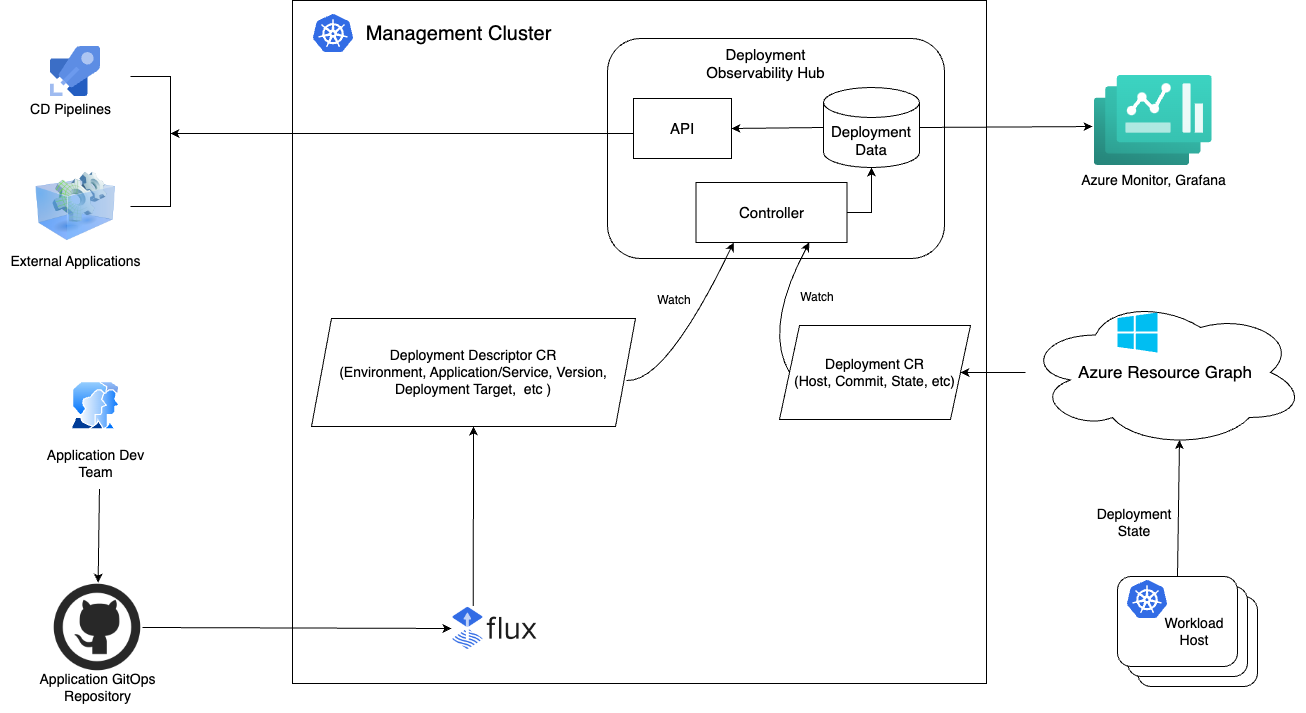 Management Cluster
Deployment
Observability Hub
CD Pipelines
API
Deployment
Data
Azure Monitor, Grafana
Controller
External Applications
Watch
Watch
Deployment Descriptor CR
(Environment, Application/Service, Version,
Deployment Target,  etc )
Deployment CR
(Host, Commit, State, etc)
Azure Resource Graph
Application Dev
Team
Deployment
State
flux
Workload
Host
Application GitOps
Repository